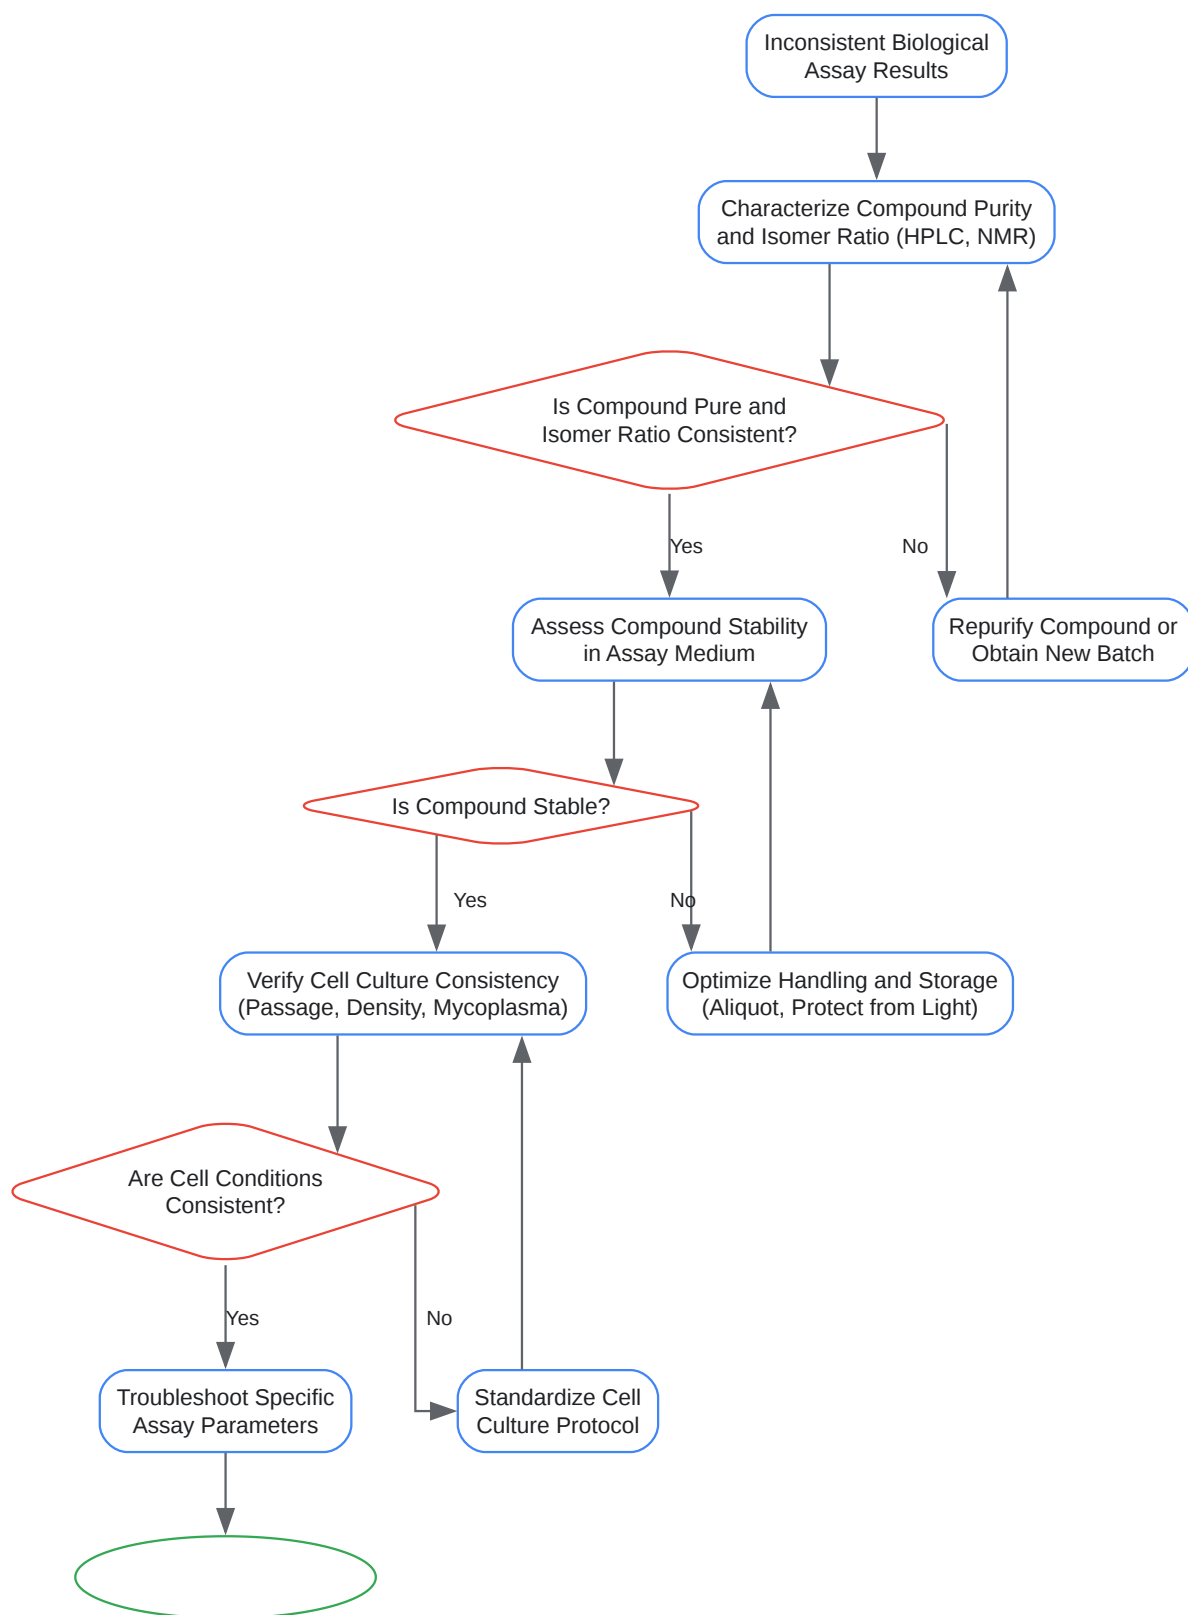 Inconsistent Biological
Assay Results
Characterize Compound Purity
and Isomer Ratio (HPLC, NMR)
Is Compound Pure and
Isomer Ratio Consistent?
Yes
No
Assess Compound Stability
in Assay Medium
Repurify Compound or
Obtain New Batch
Is Compound Stable?
Yes
No
Verify Cell Culture Consistency
(Passage, Density, Mycoplasma)
Optimize Handling and Storage
(Aliquot, Protect from Light)
Are Cell Conditions
Consistent?
Yes
No
Troubleshoot Specific
Assay Parameters
Standardize Cell
Culture Protocol